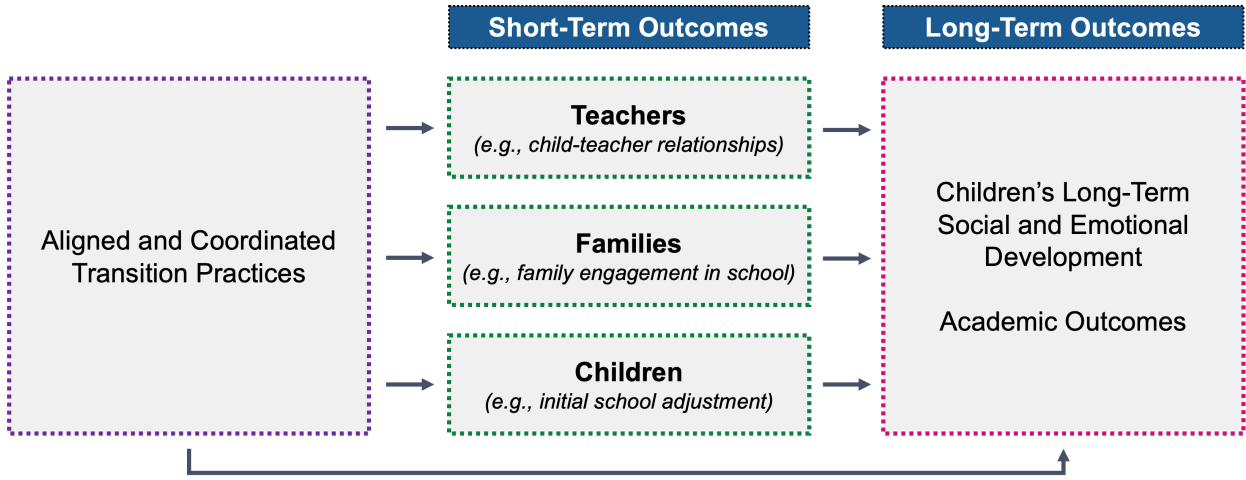 Short-Term Outcomes
Long-Term Outcomes
Aligned and Coordinated
Transition Practices
Teachers
(e.g., child-teacher relationships)
Families
(e.g., family engagement in school)
Children
(e.g., initial school adjustment)
Children’s Long-Term
Social and Emotional
Development
Academic Outcomes